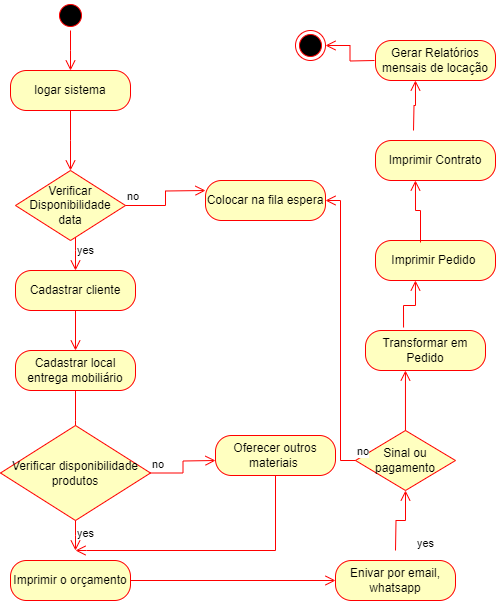 logar sistema
Verificar
Disponibilidade
data
no
Colocar na fila espera
yes
Cadastrar cliente
Cadastrar local
entrega mobiliário
Verificar disponibilidade
produtos
no
Oferecer outros
materiais
yes
Imprimir o orçamento
Enivar por email,
whatsapp
yes
Sinal ou
pagamento
no
Transformar em
Pedido
Imprimir Pedido
Imprimir Contrato
Gerar Relatórios
mensais de locação